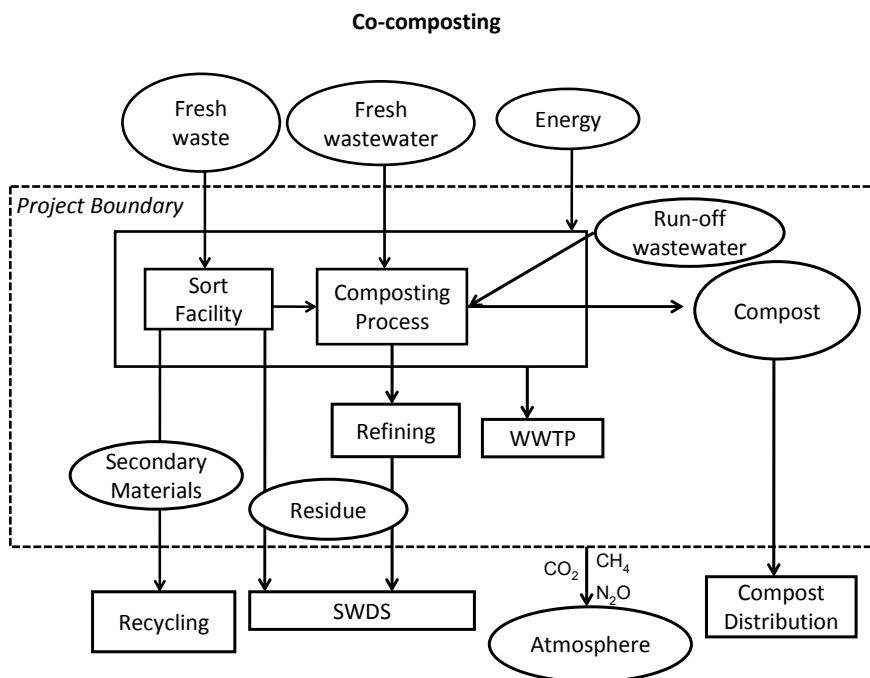 Co-composting
Fresh
waste
Fresh
wastewater
Energy
Project Boundary
Run-off
wastewater
Sort
Facility
Composting
Process
Compost
Refining
WWTP
Secondary
Materials
Residue
CO₂
CH₄
N₂O
Recycling
SWDS
Atmosphere
Compost
Distribution